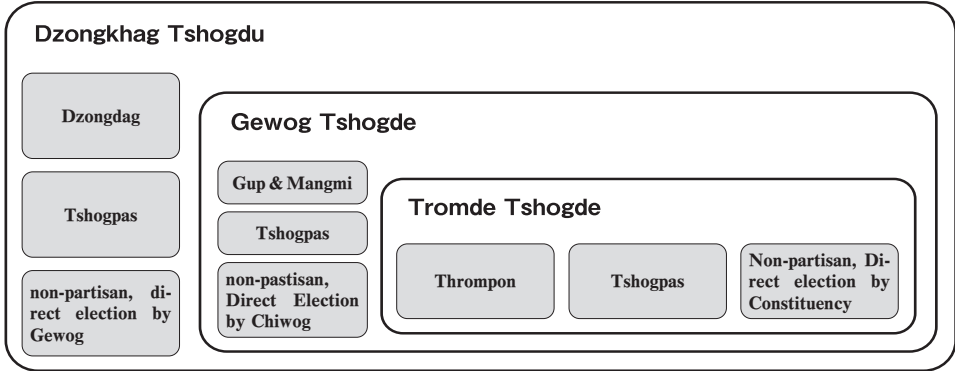 Dzongkhag Tshogdu
Dzongdag
Tshogpas
non-partisan, di-
rect election by
Gewog
Gewog Tshogde
Gup & Mangmi
Tshogpas
non-pastisan,
Direct Election
by Chiwog
Tromde Tshogde
Thrompon
Tshogpas
Non-partisan, Di-
rect election by
Constituency